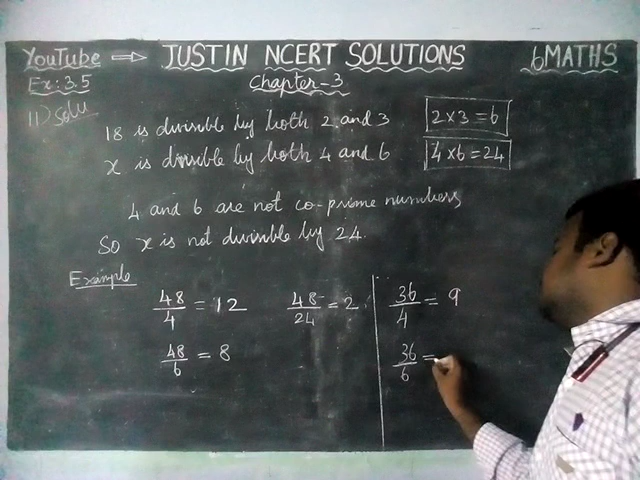 YouTube → JUSTIN NCERT SOLUTIONS 6 MATHS
Ex: 3.5 Chapter-3
11) Solu
18 is divisible by both 2 and 3 2×3=6
x is divisible by both 4 and 6 4×6=24
4 and 6 are not co-prime numbers
So x is not divisible by 24.
Example
48/4 = 12 48/24 = 2 36/4 = 9
48/6 = 8 36/6 =